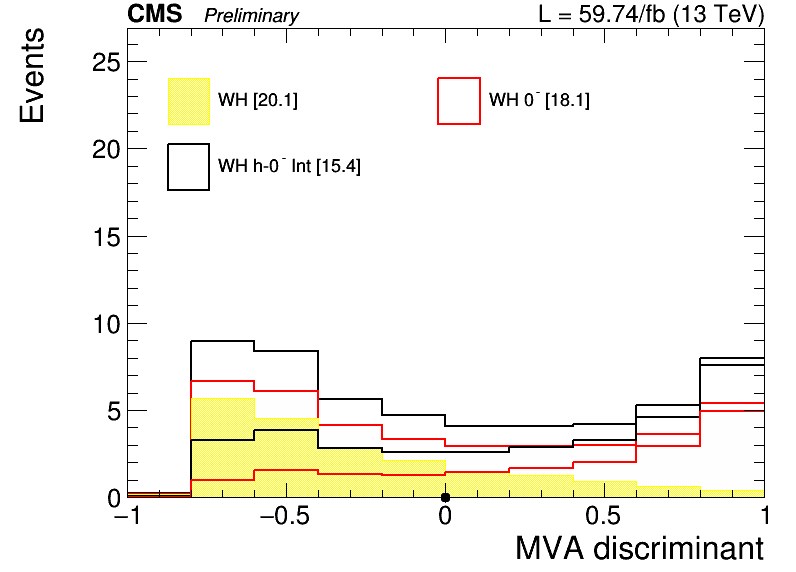 CMS Preliminary L = 59.74/fb (13 TeV)
Events
25
20
15
10
5
0
WH [20.1]
WH 0⁻ [18.1]
WH h-0⁻ Int [15.4]
−1 −0.5 0 0.5 1
MVA discriminant